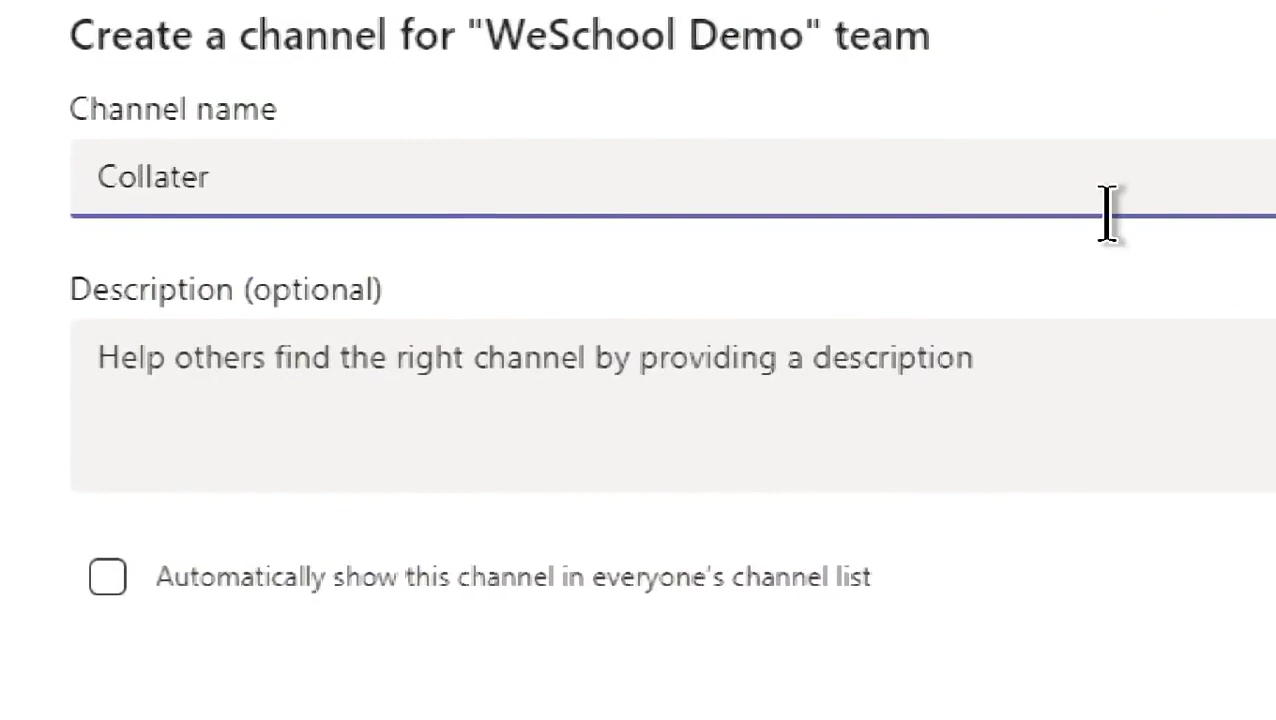 Create a channel for "WeSchool Demo" team
Channel name
Collater
Description (optional)
Help others find the right channel by providing a description
Automatically show this channel in everyone's channel list